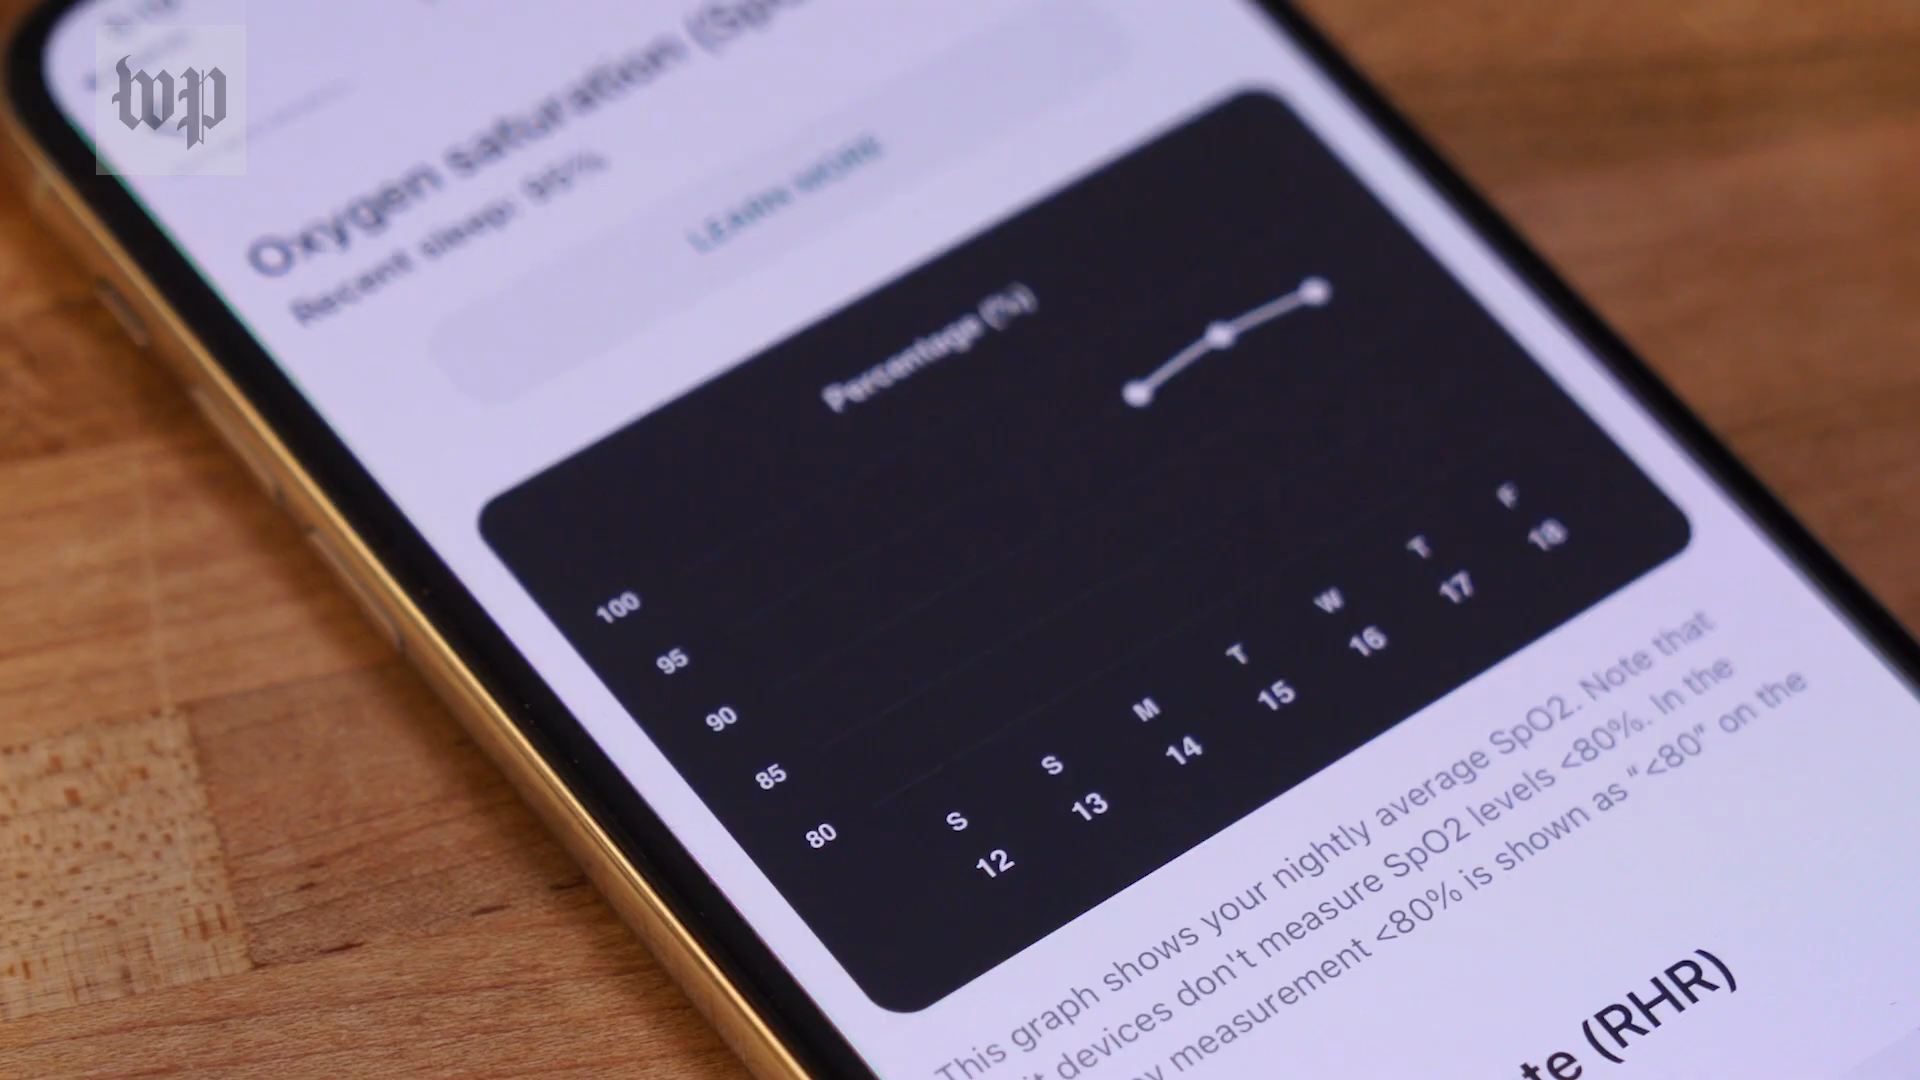 wp
Oxygen saturation (Sp
Recent sleep: 95%
LEARN MORE
Percentage (%)
100
95
90
85
80
S S M T W T F
12 13 14 15 16 17 18
This graph shows your nightly average SpO2. Note that
devices don't measure SpO2 levels <80%. In the
measurement <80% is shown as "<80" on the
te (RHR)